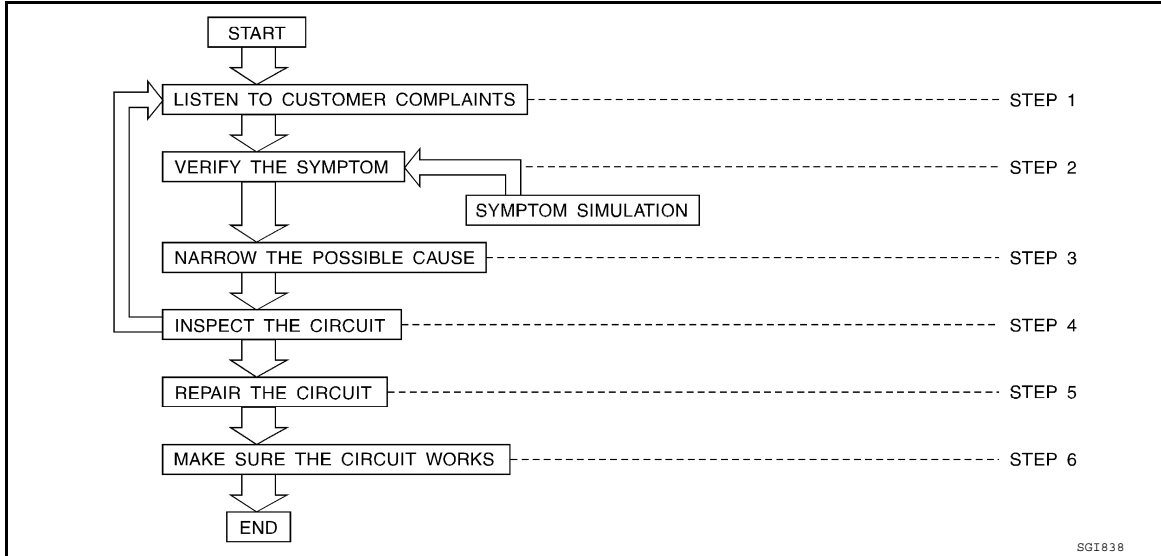 START
LISTEN TO CUSTOMER COMPLAINTS
STEP 1
VERIFY THE SYMPTOM
STEP 2
SYMPTOM SIMULATION
NARROW THE POSSIBLE CAUSE
STEP 3
INSPECT THE CIRCUIT
STEP 4
REPAIR THE CIRCUIT
STEP 5
MAKE SURE THE CIRCUIT WORKS
STEP 6
END
SGI838